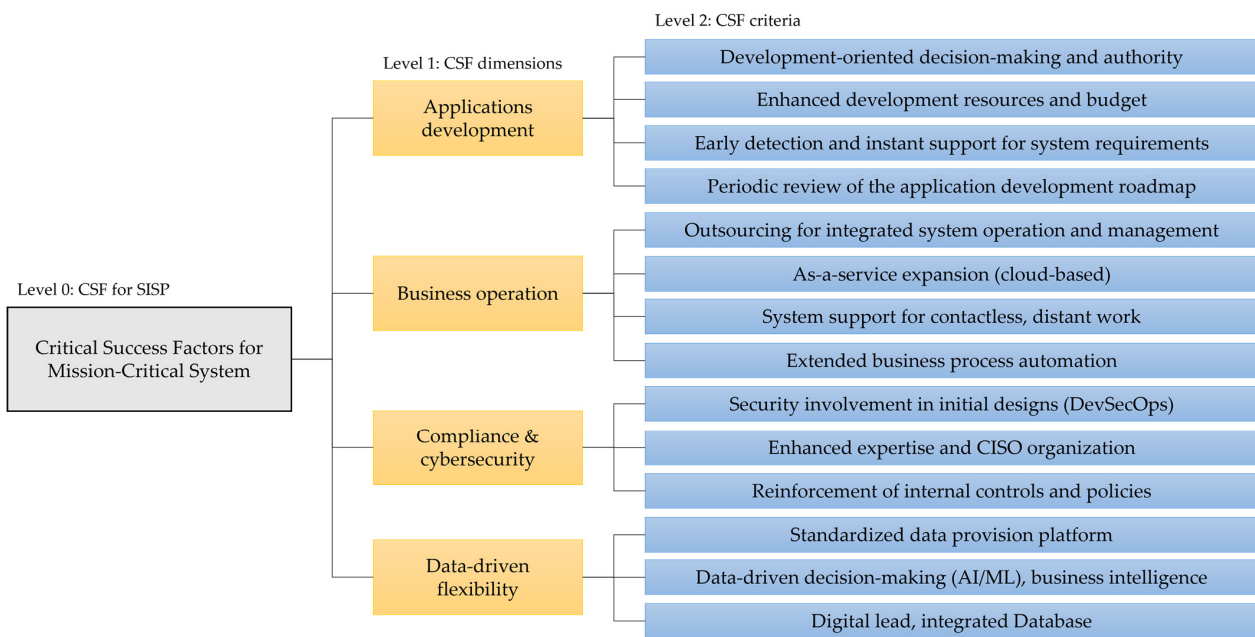 Level 2: CSF criteria
Level 1: CSF dimensions
Level 0: CSF for SISP
Critical Success Factors for
Mission-Critical System
Applications
development
Development-oriented decision-making and authority
Enhanced development resources and budget
Early detection and instant support for system requirements
Periodic review of the application development roadmap
Business operation
Outsourcing for integrated system operation and management
As-a-service expansion (cloud-based)
System support for contactless, distant work
Extended business process automation
Compliance &
cybersecurity
Security involvement in initial designs (DevSecOps)
Enhanced expertise and CISO organization
Reinforcement of internal controls and policies
Data-driven
flexibility
Standardized data provision platform
Data-driven decision-making (AI/ML), business intelligence
Digital lead, integrated Database